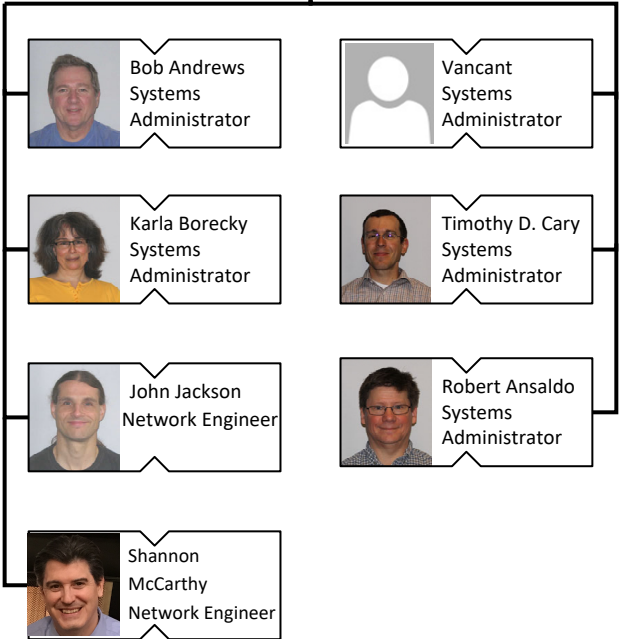 Bob Andrews
Systems
Administrator
Vancant
Systems
Administrator
Karla Borecky
Systems
Administrator
Timothy D. Cary
Systems
Administrator
John Jackson
Network Engineer
Robert Ansaldo
Systems
Administrator
Shannon
McCarthy
Network Engineer